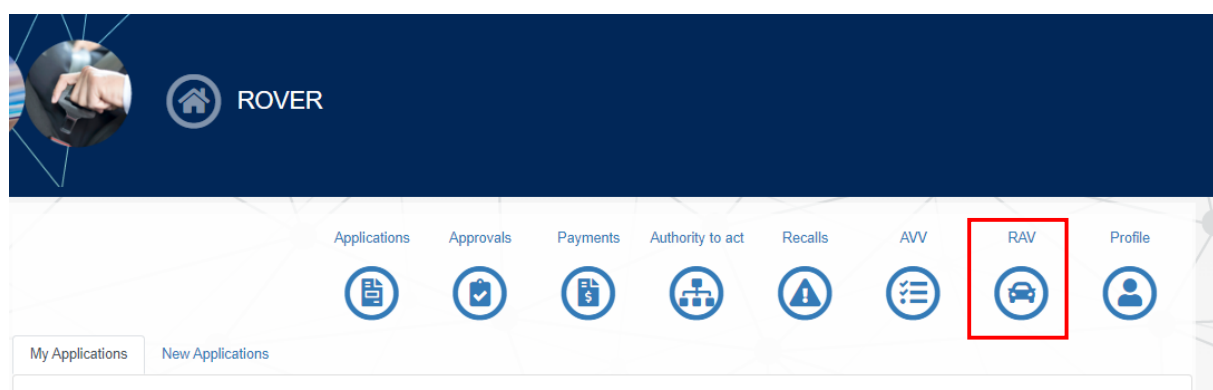 ROVER
Applications Approvals Payments Authority to act Recalls AVV RAV Profile
My Applications New Applications